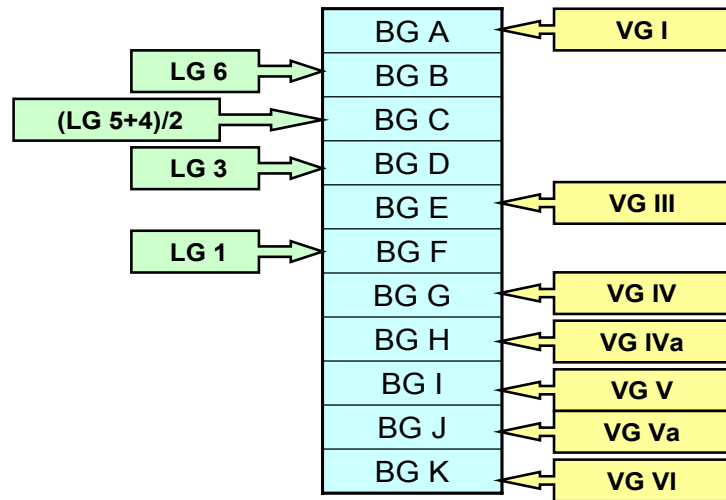 BG A
VG I
LG 6
BG B
(LG 5+4)/2
BG C
LG 3
BG D
BG E
VG III
LG 1
BG F
BG G
VG IV
BG H
VG IVa
BG I
VG V
BG J
VG Va
BG K
VG VI